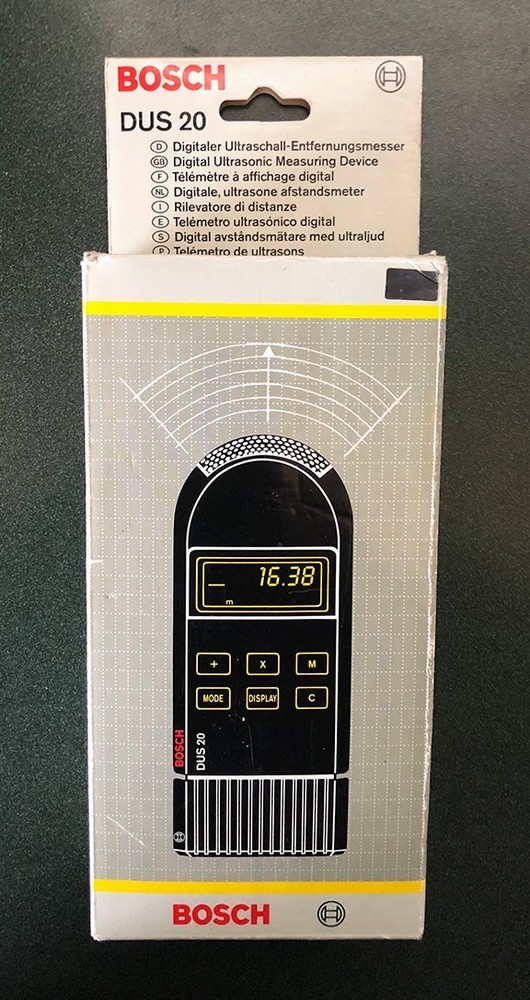 BOSCH
DUS 20
D Digitaler Ultraschall-Entfernungsmesser
GB Digital Ultrasonic Measuring Device
F Télémètre à affichage digital
NL Digitale, ultrasone afstandsmeter
I Rilevatore di distanze
E Telémetro ultrasónico digital
S Digital avståndsmätare med ultraljud
P Telémetro de ultrasons
16.38
m
+ X M
MODE DISPLAY C
BOSCH
DUS 20
BOSCH